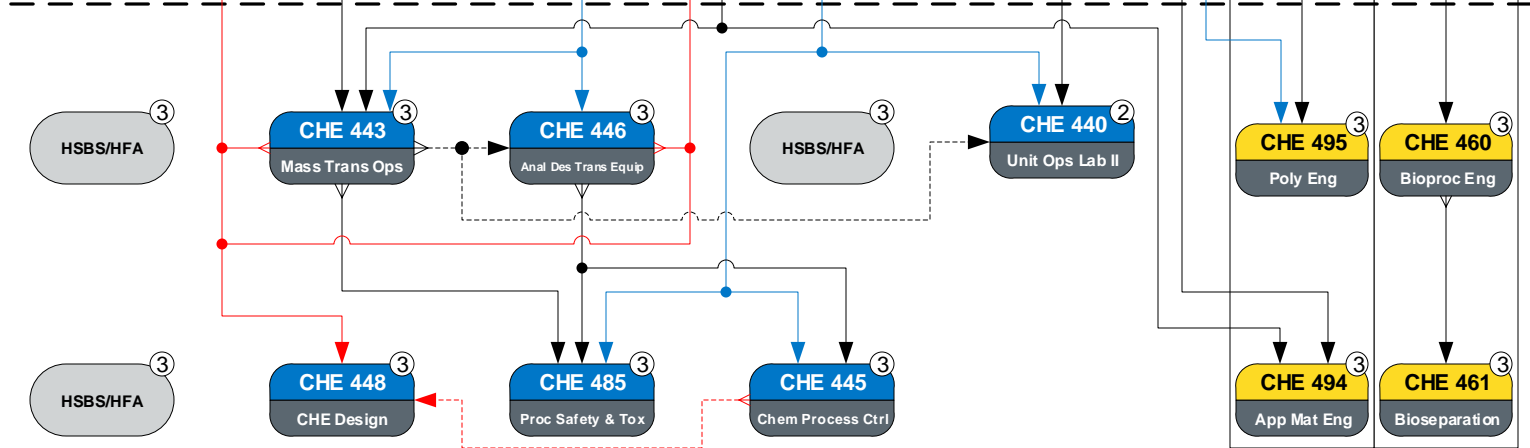 3
HSBS/HFA
3
CHE 443
Mass Trans Ops
3
CHE 446
Anal Des Trans Equip
3
HSBS/HFA
2
CHE 440
Unit Ops Lab II
3
CHE 495
Poly Eng
3
CHE 460
Bioproc Eng
3
HSBS/HFA
3
CHE 448
CHE Design
3
CHE 485
Proc Safety & Tox
3
CHE 445
Chem Process Ctrl
3
CHE 494
App Mat Eng
3
CHE 461
Bioseparation